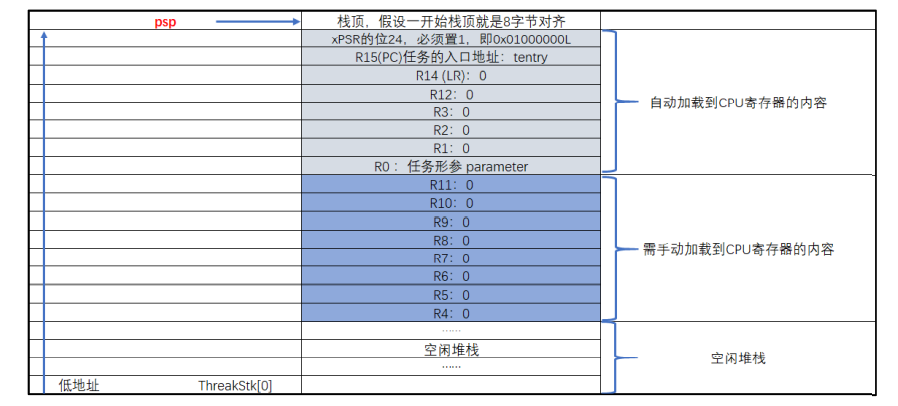 psp
栈顶，假设一开始栈顶就是8字节对齐
xPSR的位24，必须置1，即0x01000000L
R15(PC)任务的入口地址：tentry
R14 (LR)：0
R12：0
R3：0
R2：0
R1：0
R0 ：任务形参 parameter
自动加载到CPU寄存器的内容
R11：0
R10：0
R9：0
R8：0
R7：0
R6：0
R5：0
R4：0
需手动加载到CPU寄存器的内容
……
空闲堆栈
……
空闲堆栈
低地址 ThreakStk[0]